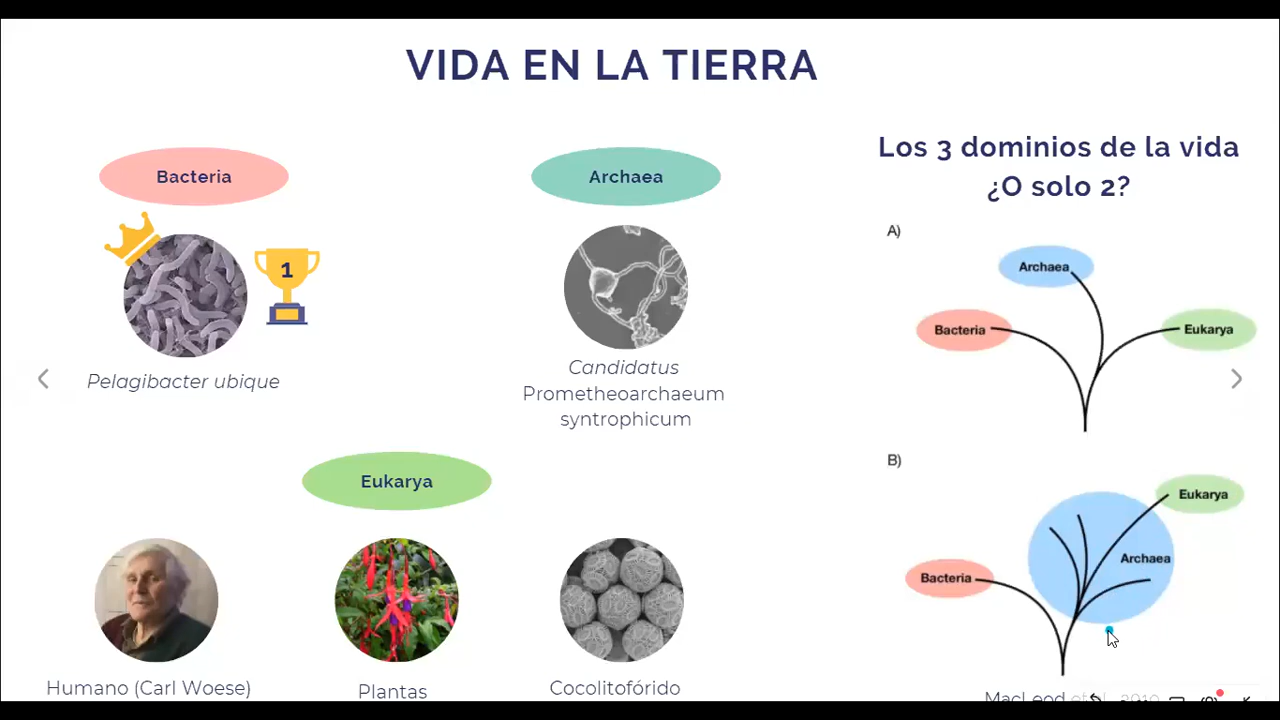 VIDA EN LA TIERRA
Bacteria
1
Pelagibacter ubique
Archaea
Candidatus
Prometheoarchaeum
syntrophicum
Eukarya
Humano (Carl Woese)
Plantas
Cocolitofórido
Los 3 dominios de la vida
¿O solo 2?
A)
Archaea
Bacteria
Eukarya
B)
Eukarya
Archaea
Bacteria
MacLeod et al., 2019